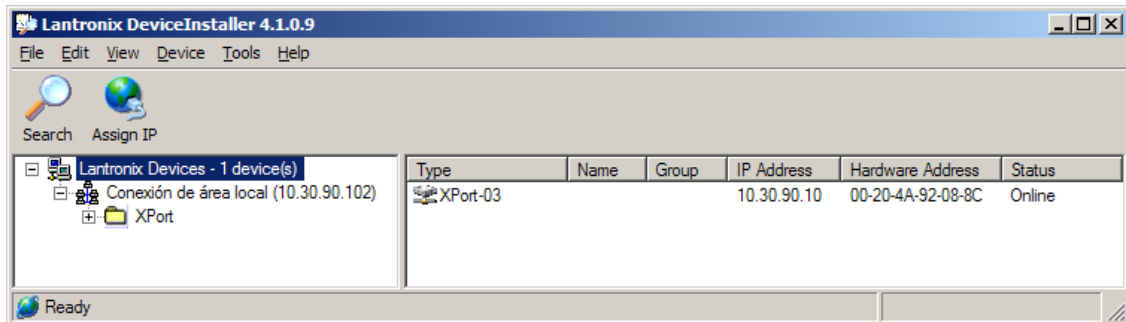 Lantronix DeviceInstaller 4.1.0.9
File Edit View Device Tools Help
Search Assign IP
Lantronix Devices - 1 device(s)
Conexión de área local (10.30.90.102)
XPort
Type Name Group IP Address Hardware Address Status
XPort-03 10.30.90.10 00-20-4A-92-08-8C Online
Ready